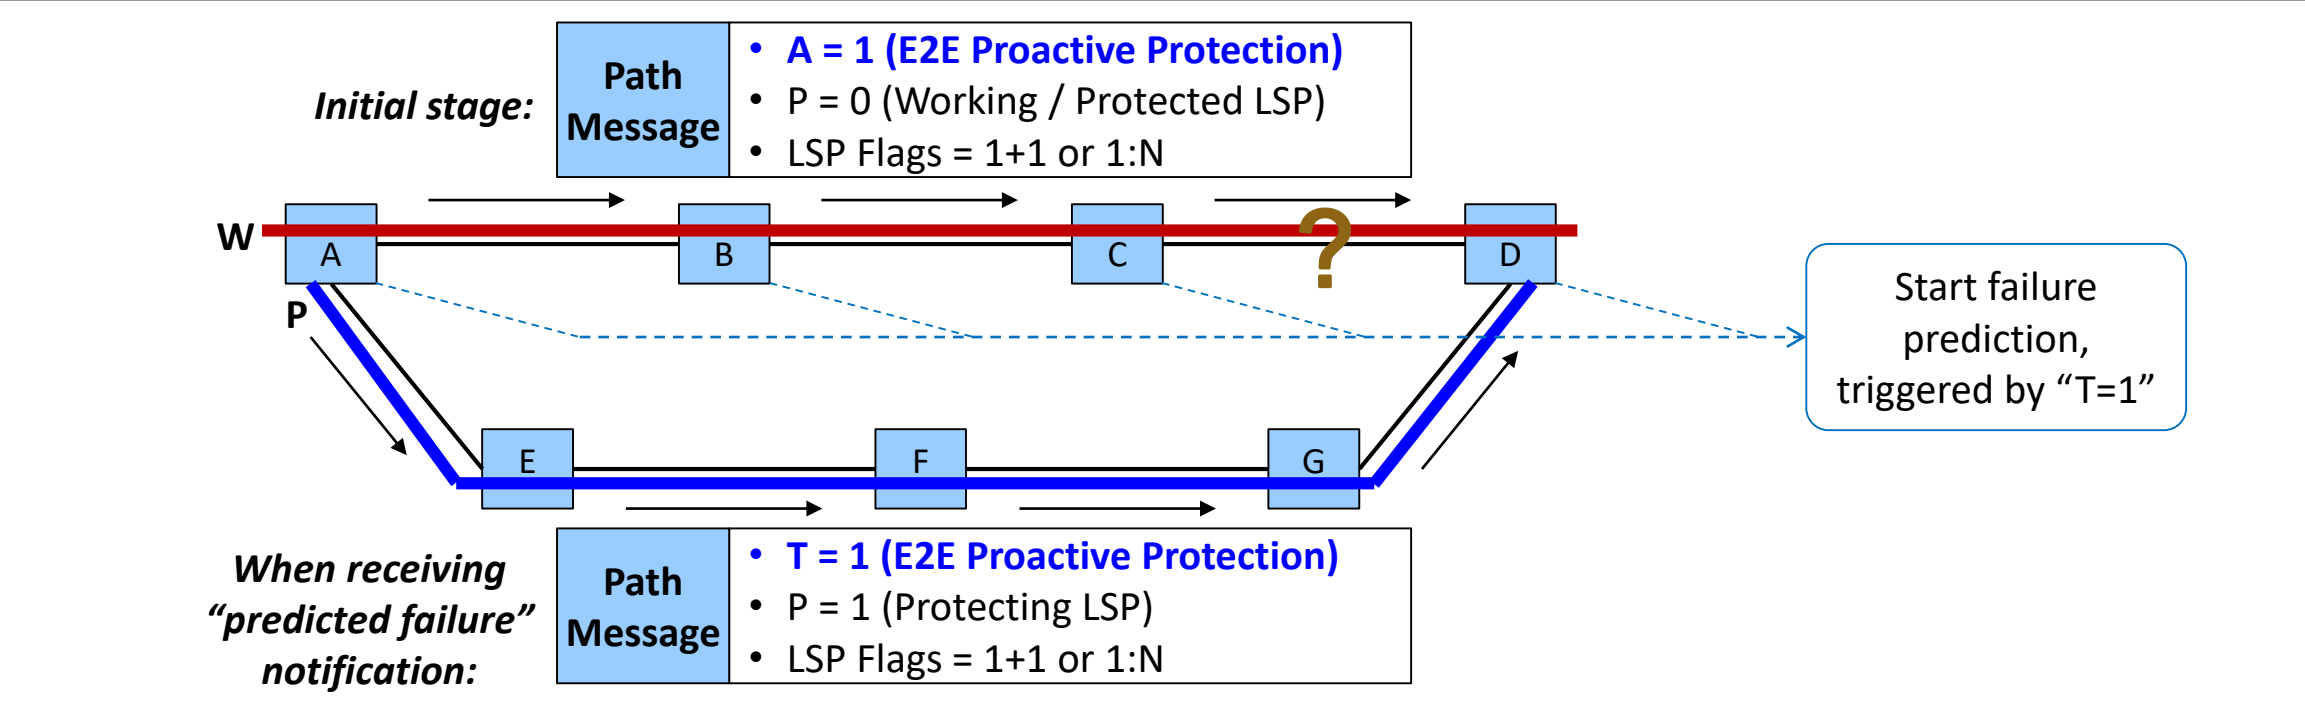 Initial stage:
Path
Message
• A = 1 (E2E Proactive Protection)
• P = 0 (Working / Protected LSP)
• LSP Flags = 1+1 or 1:N
W
A
B
C
?
D
P
Start failure
prediction,
triggered by “T=1”
E
F
G
When receiving
“predicted failure”
notification:
Path
Message
• T = 1 (E2E Proactive Protection)
• P = 1 (Protecting LSP)
• LSP Flags = 1+1 or 1:N